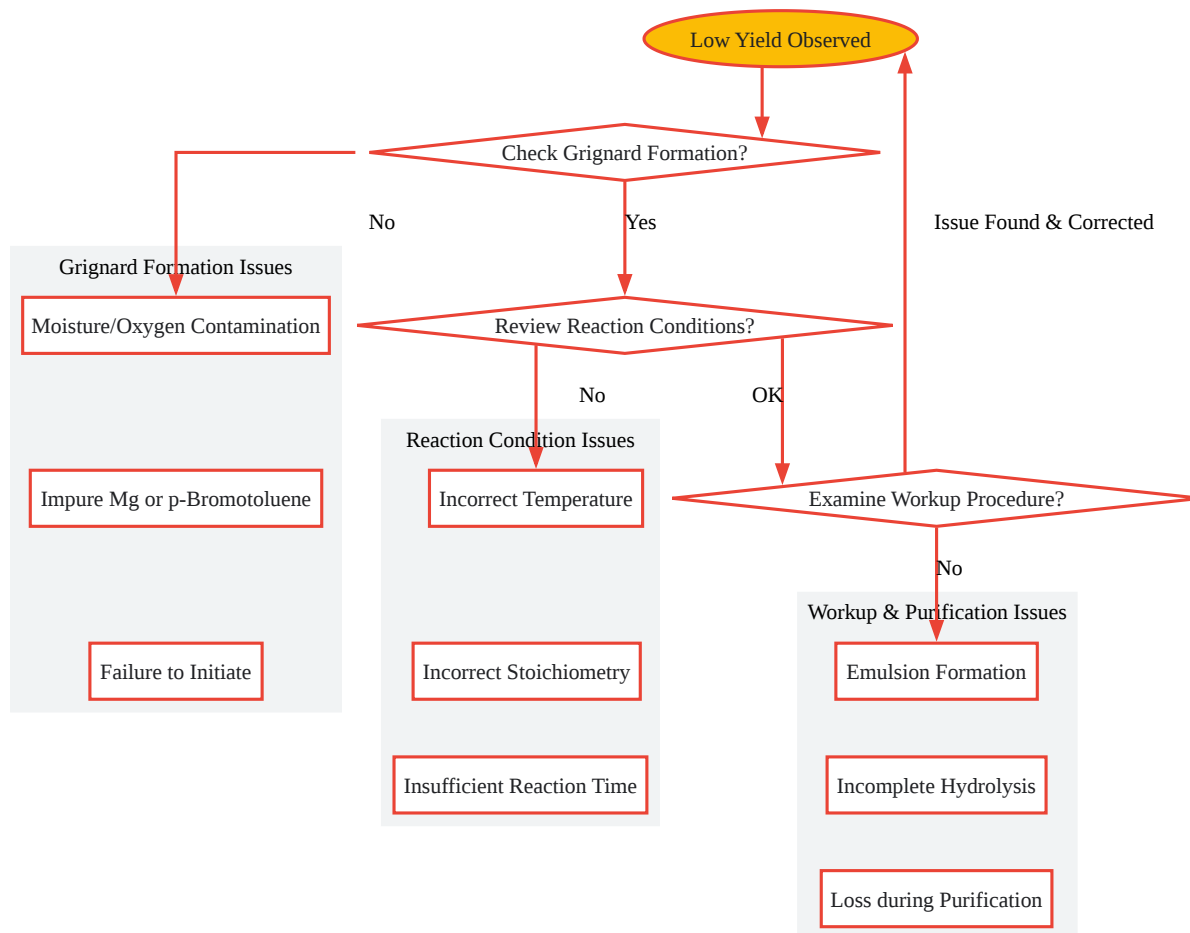 Low Yield Observed
Check Grignard Formation?
No
Yes
Issue Found & Corrected
Grignard Formation Issues
Moisture/Oxygen Contamination
Review Reaction Conditions?
No
OK
Reaction Condition Issues
Impure Mg or p-Bromotoluene
Incorrect Temperature
Examine Workup Procedure?
No
Workup & Purification Issues
Failure to Initiate
Incorrect Stoichiometry
Emulsion Formation
Insufficient Reaction Time
Incomplete Hydrolysis
Loss during Purification